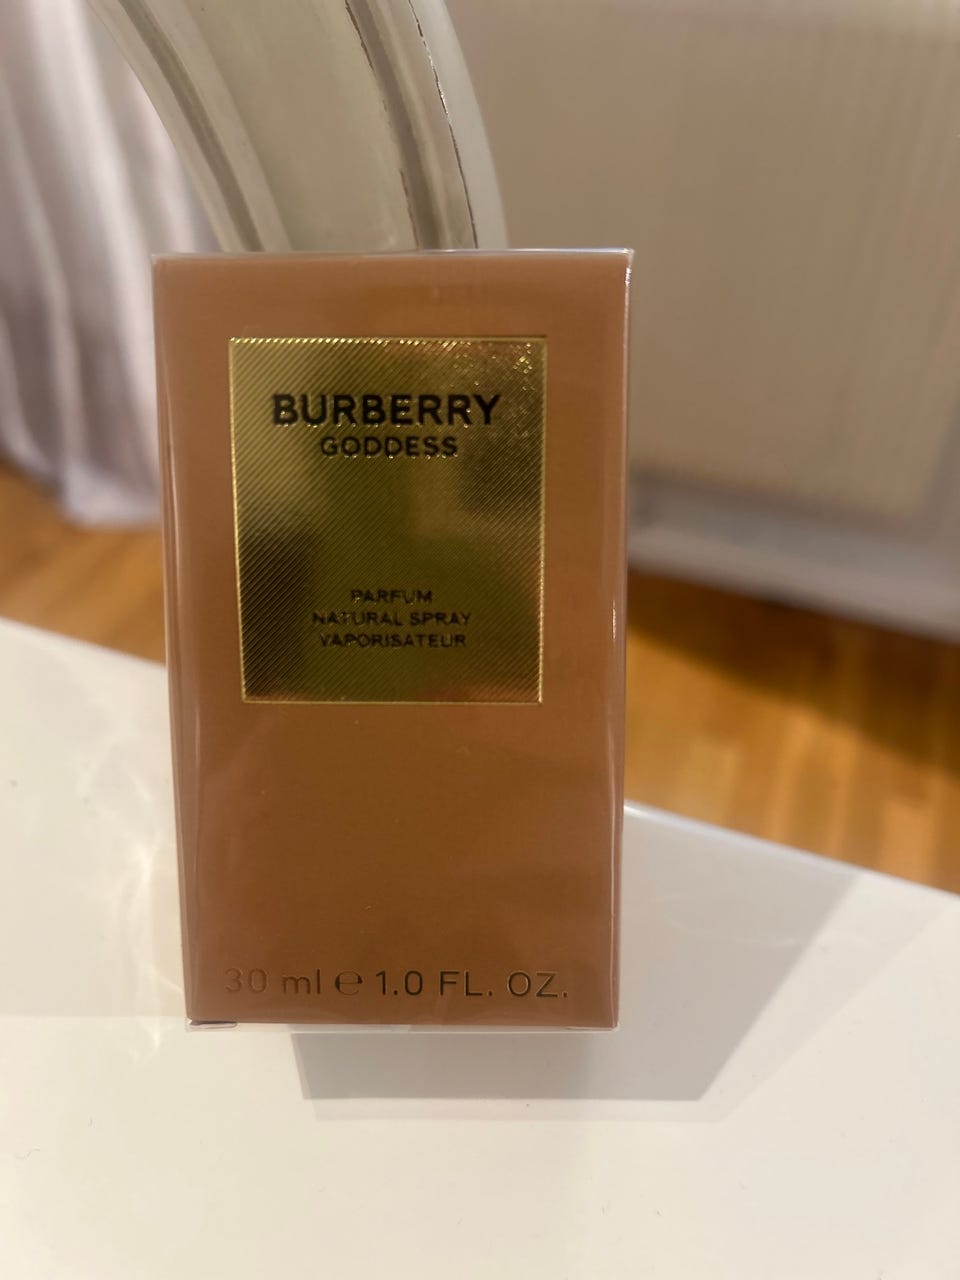 BURBERRY
GODDESS
PARFUM
NATURAL SPRAY
VAPORISATEUR
30 ml ℮ 1.0 FL. OZ.